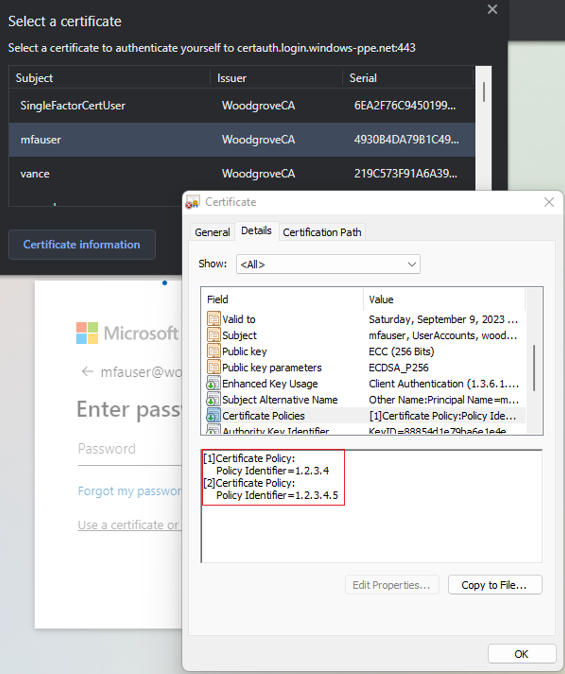 Select a certificate
Select a certificate to authenticate yourself to certauth.login.windows-ppe.net:443
Subject Issuer Serial
SingleFactorCertUser WoodgroveCA 6EA2F76C9450199...
mfauser WoodgroveCA 4930B4DA79B1C49...
vance WoodgroveCA 219C573F91A6A39...
Certificate information
Microsoft
← mfauser@wo
Enter pass
Password
Forgot my passwor
Use a certificate or
Certificate
General Details Certification Path
Show: <All>
Field Value
Valid to Saturday, September 9, 2023 ...
Subject mfauser, UserAccounts, wood...
Public key ECC (256 Bits)
Public key parameters ECDSA_P256
Enhanced Key Usage Client Authentication (1.3.6.1....
Subject Alternative Name Other Name:Principal Name=m...
Certificate Policies [1]Certificate Policy:Policy Ide...
Authority Key Identifier KeyID=88854d1e79ba6e1e4e
[1]Certificate Policy:
Policy Identifier=1.2.3.4
[2]Certificate Policy:
Policy Identifier=1.2.3.4.5
Edit Properties... Copy to File...
OK